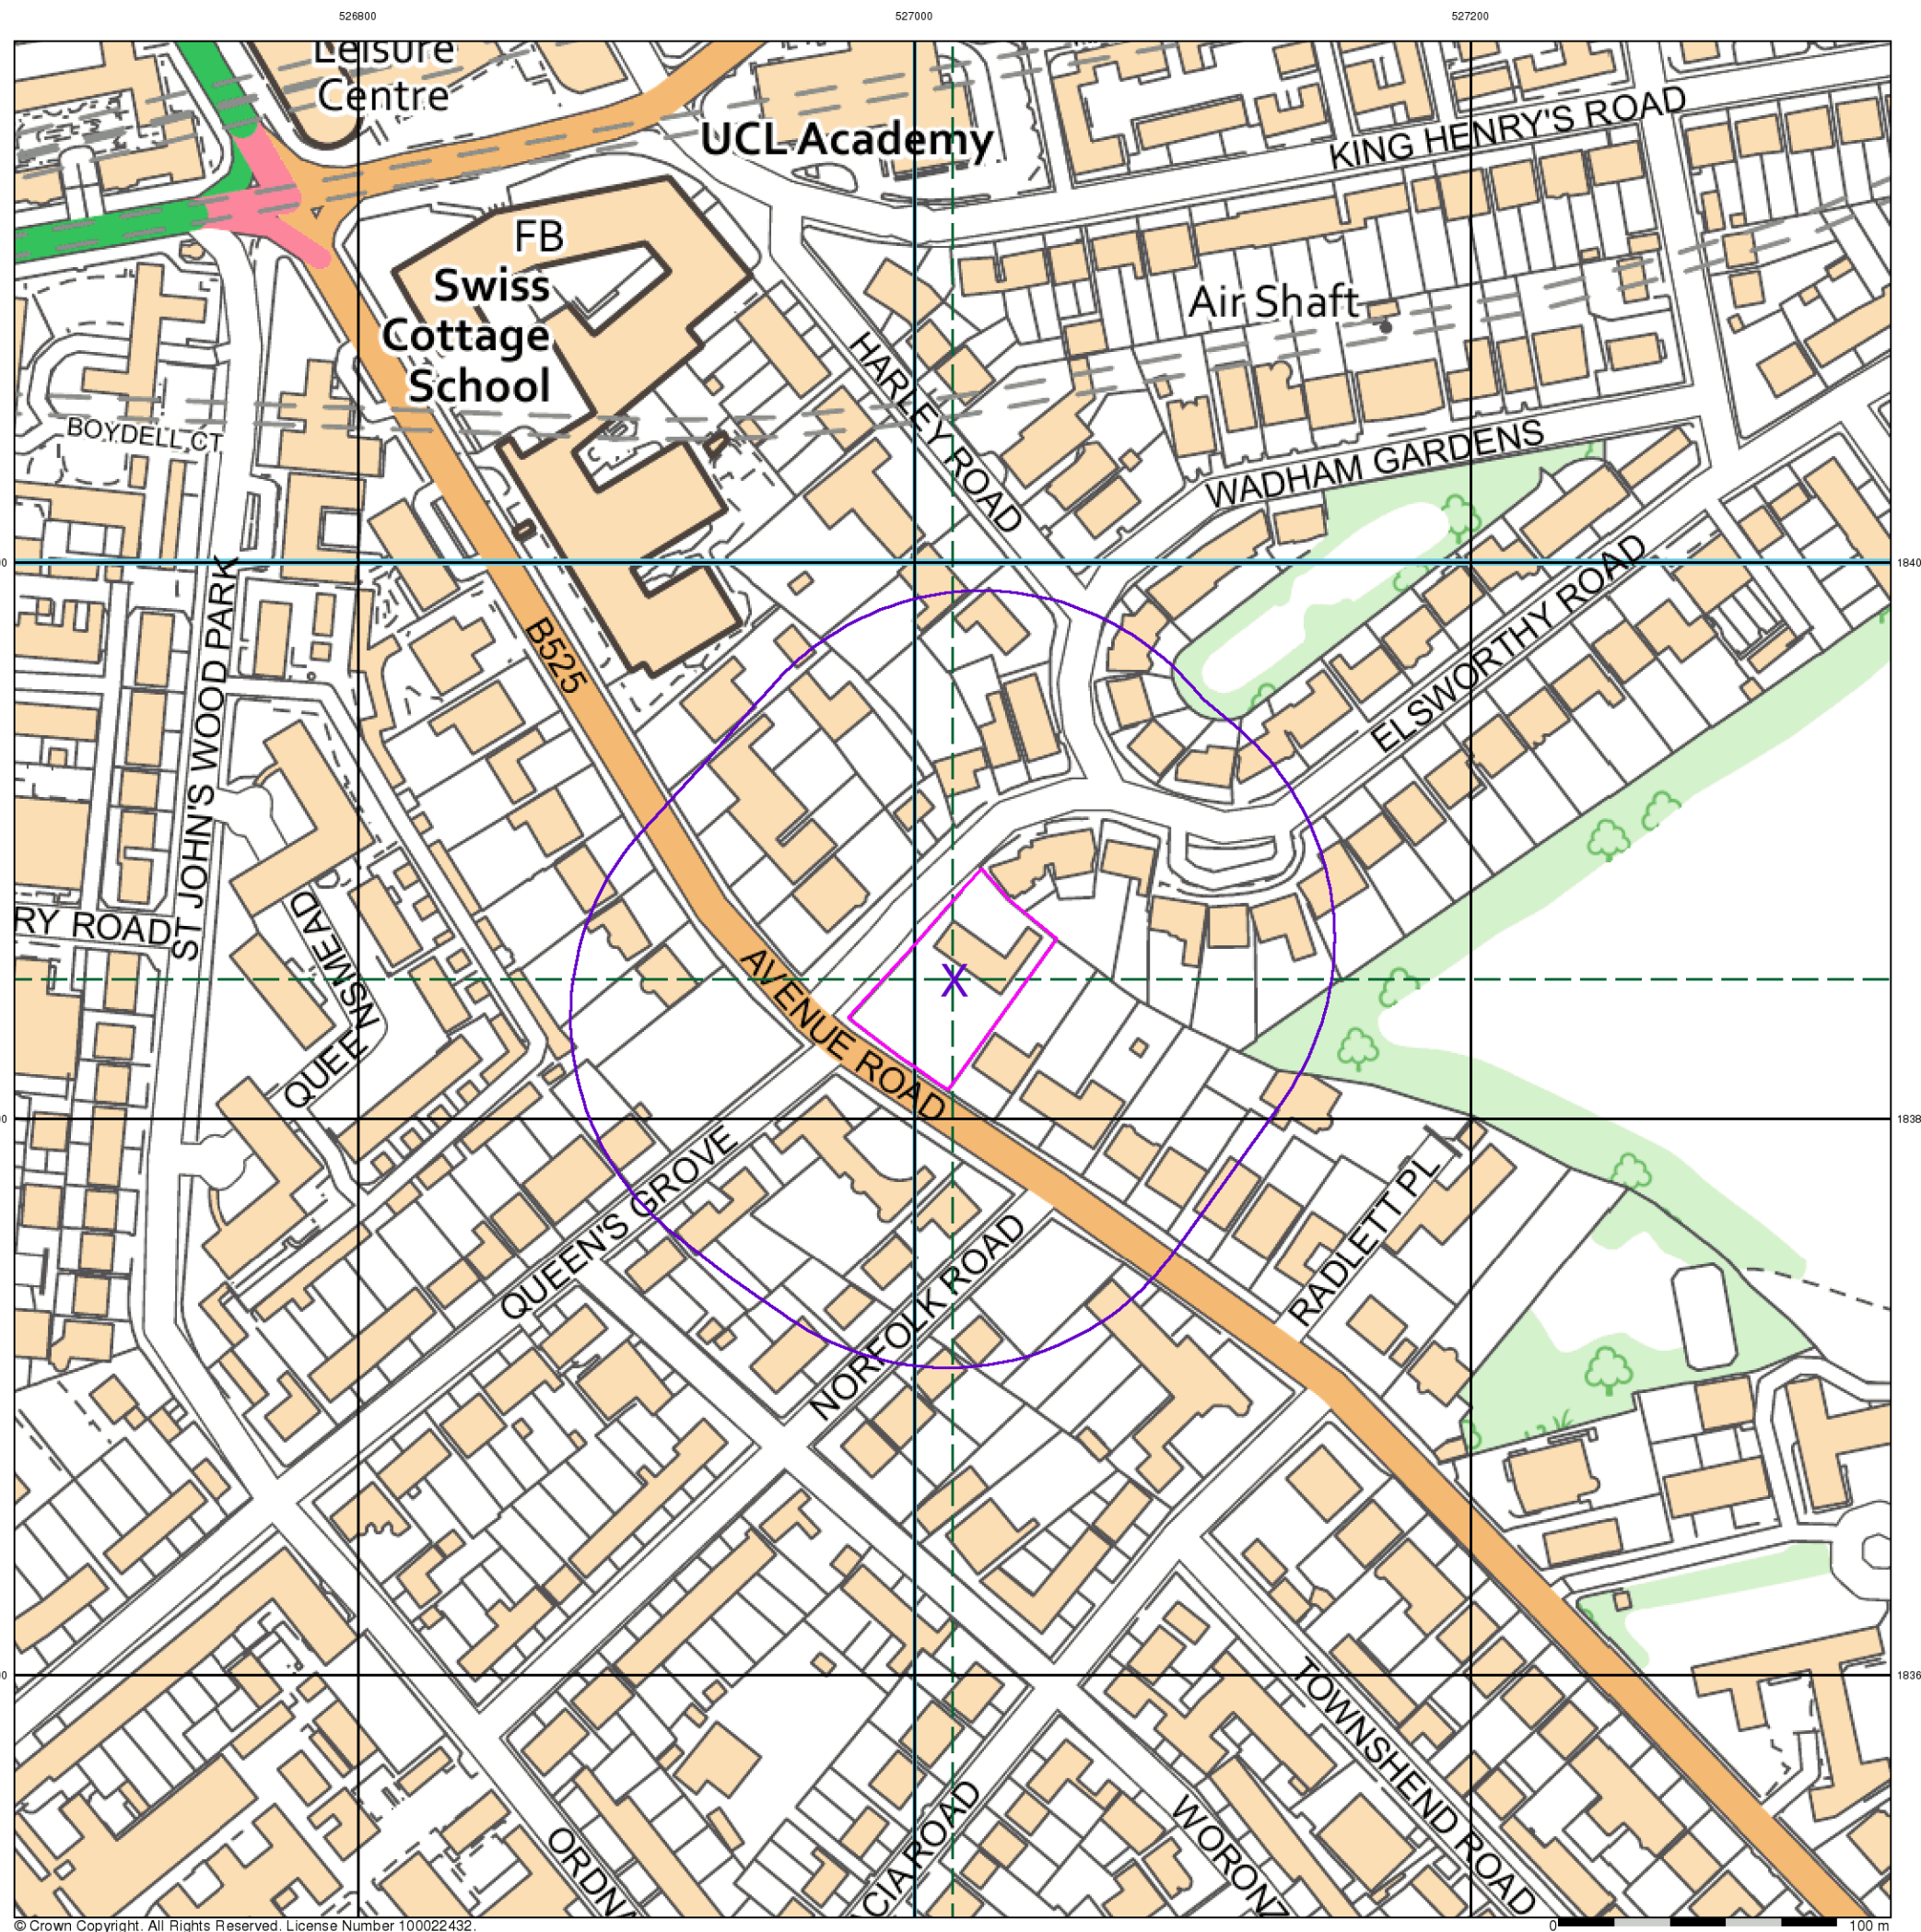 526800
527000
527200
Leisure
Centre
UCL Academy
KING HENRY'S ROAD
FB
Swiss
Cottage
School
Air Shaft
HARLEY ROAD
BOYDELL CT
WADHAM GARDENS
1840
B525
ELSWORTHY ROAD
ST JOHN'S WOOD PARK
RY ROAD
QUEENSMEAD
X
AVENUE ROAD
1838
QUEEN'S GROVE
NORFOLK ROAD
RADLETT PL
1836
TOWNSHEND ROAD
ORDNA
CIA ROAD
WORONZ
© Crown Copyright. All Rights Reserved. License Number 100022432.
0
100 m